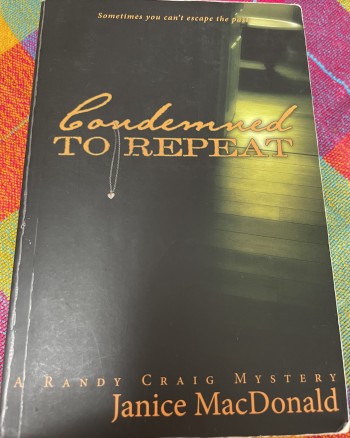 Sometimes you can't escape the past
Condemned
TO REPEAT
A RANDY CRAIG MYSTERY
Janice MacDonald